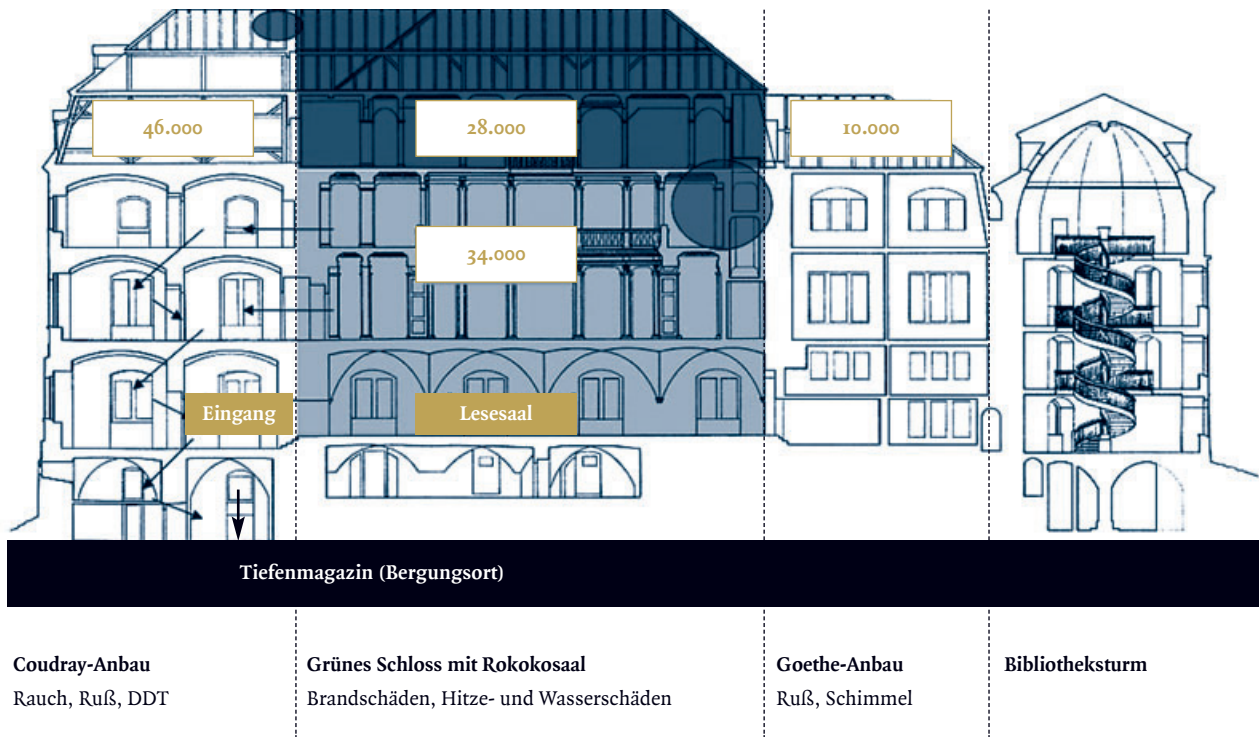 46.000
28.000
10.000
34.000
Eingang
Lesesaal
Tiefenmagazin (Bergungsort)
Coudray-Anbau
Rauch, Ruß, DDT
Grünes Schloss mit Rokokosaal
Brandschäden, Hitze- und Wasserschäden
Goethe-Anbau
Ruß, Schimmel
Bibliotheksturm